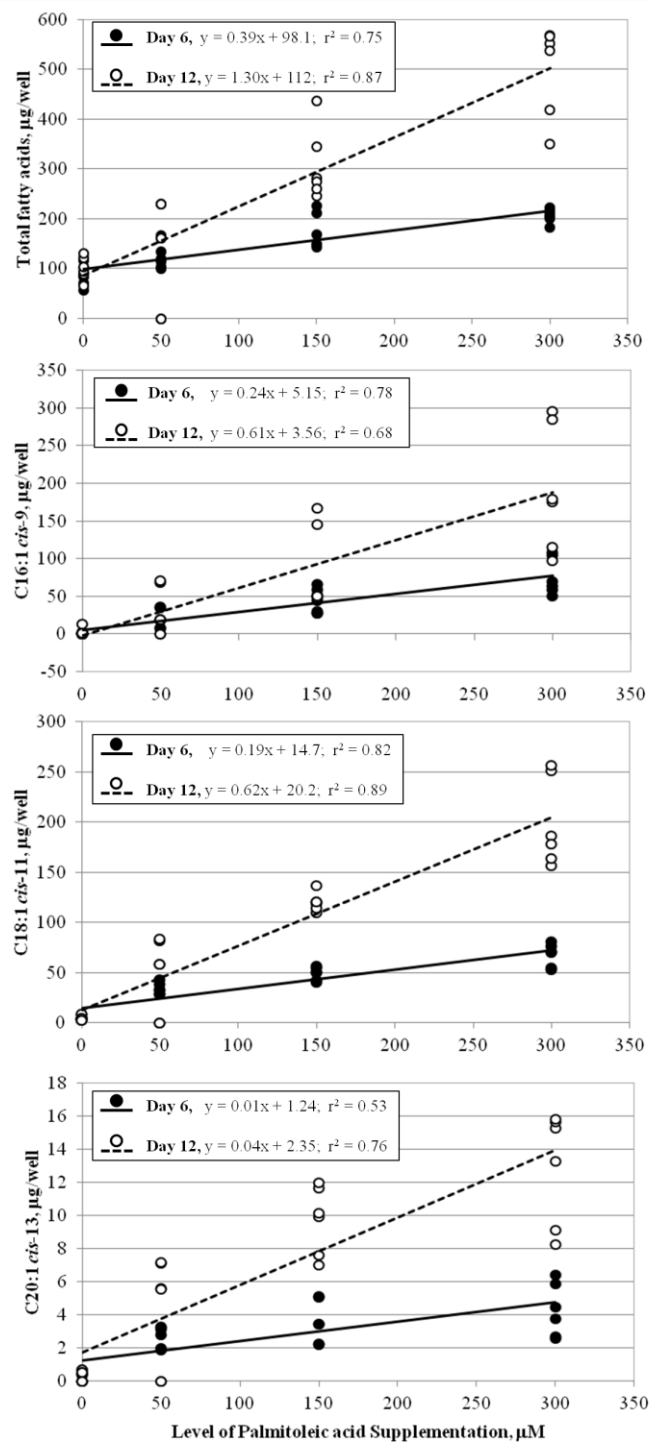 600
Day 6, y = 0.39x + 98.1; r² = 0.75
500
Day 12, y = 1.30x + 112; r² = 0.87
400
300
200
100
0
Total fatty acids, µg/well
0 50 100 150 200 250 300 350
350
Day 6, y = 0.24x + 5.15; r² = 0.78
300
Day 12, y = 0.61x + 3.56; r² = 0.68
250
200
150
100
50
0
-50
C16:1 cis-9, µg/well
0 50 100 150 200 250 300 350
300
Day 6, y = 0.19x + 14.7; r² = 0.82
250
Day 12, y = 0.62x + 20.2; r² = 0.89
200
150
100
50
0
C18:1 cis-11, µg/well
0 50 100 150 200 250 300 350
18
Day 6, y = 0.01x + 1.24; r² = 0.53
16
Day 12, y = 0.04x + 2.35; r² = 0.76
14
12
10
8
6
4
2
0
C20:1 cis-13, µg/well
0 50 100 150 200 250 300 350
Level of Palmitoleic acid Supplementation, µM